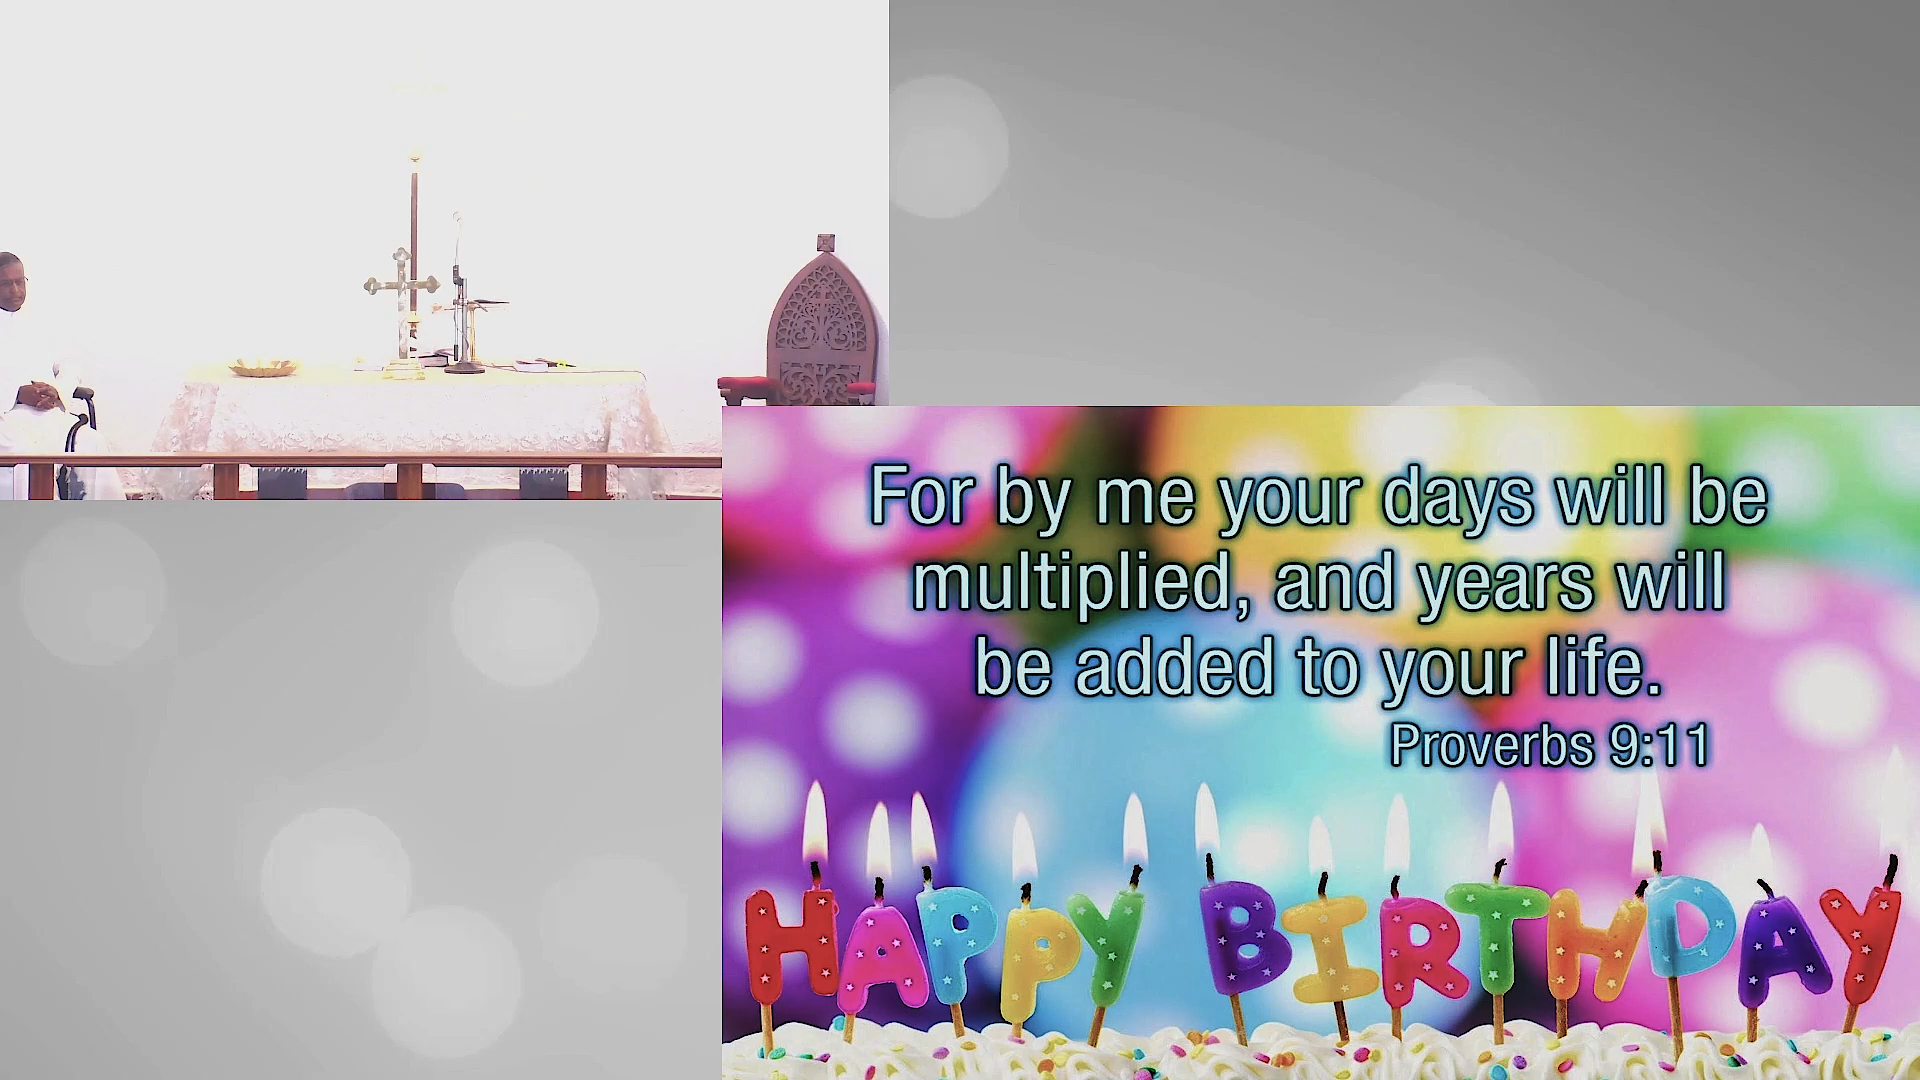 For by me your days will be
multiplied, and years will
be added to your life.
Proverbs 9:11
HAPPY BIRTHDAY